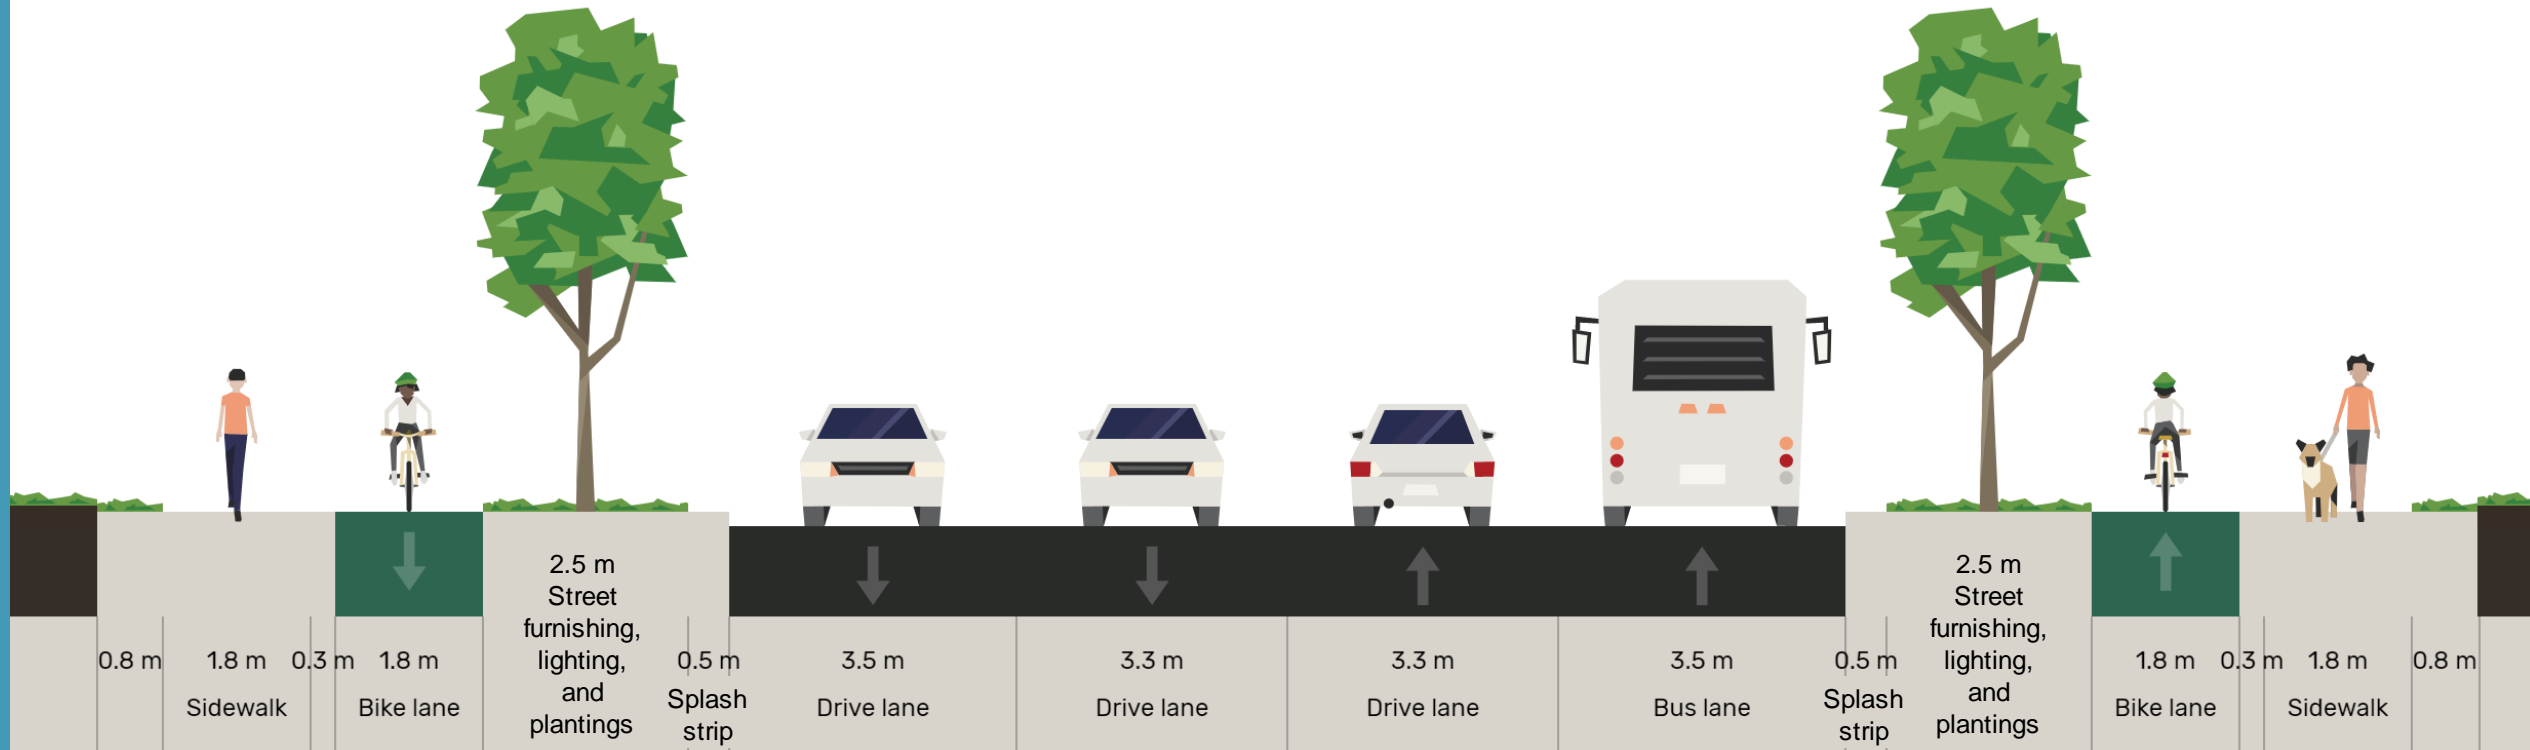 2.5 m
Street
furnishing,
lighting,
and
plantings
2.5 m
Street
furnishing,
lighting,
and
plantings
0.8 m 1.8 m 0.3 m 1.8 m 0.5 m 3.5 m 3.3 m 3.3 m 3.5 m 0.5 m 1.8 m 0.3 m 1.8 m 0.8 m
Sidewalk Bike lane Splash strip Drive lane Drive lane Drive lane Bus lane Splash strip Bike lane Sidewalk